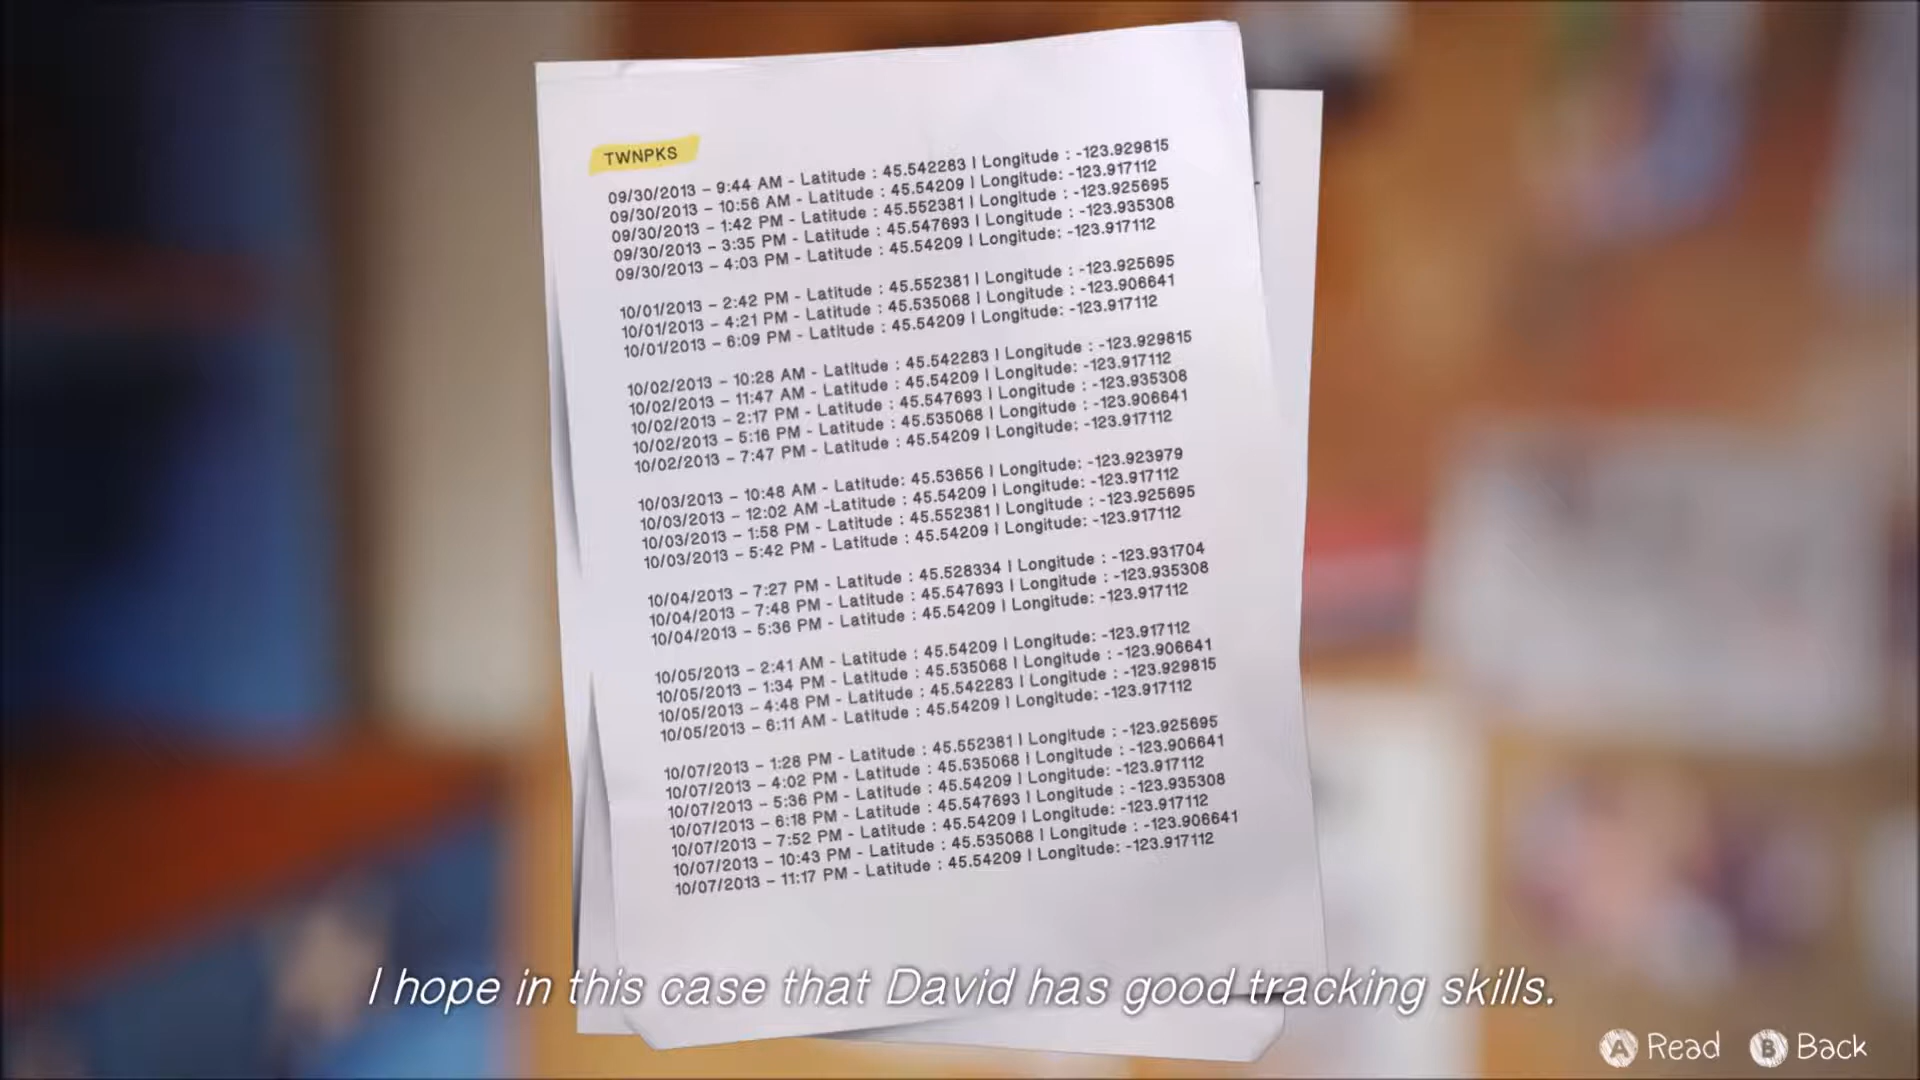 TWNPKS
09/30/2013 – 9:44 AM - Latitude : 45.542283 | Longitude : -123.929815
09/30/2013 – 10:56 AM - Latitude : 45.54209 | Longitude: -123.917112
09/30/2013 – 1:42 PM - Latitude : 45.552381 | Longitude : -123.925695
09/30/2013 – 3:35 PM - Latitude : 45.547693 | Longitude : -123.935308
09/30/2013 – 4:03 PM - Latitude : 45.54209 | Longitude: -123.917112
10/01/2013 – 2:42 PM - Latitude : 45.552381 | Longitude : -123.925695
10/01/2013 – 4:21 PM - Latitude : 45.535068 | Longitude : -123.906641
10/01/2013 – 6:09 PM - Latitude : 45.54209 | Longitude: -123.917112
10/02/2013 – 10:28 AM - Latitude : 45.542283 | Longitude : -123.929815
10/02/2013 – 11:47 AM - Latitude : 45.54209 | Longitude: -123.917112
10/02/2013 – 2:17 PM - Latitude : 45.547693 | Longitude : -123.935308
10/02/2013 – 5:16 PM - Latitude : 45.535068 | Longitude : -123.906641
10/02/2013 – 7:47 PM - Latitude : 45.54209 | Longitude: -123.917112
10/03/2013 – 10:48 AM - Latitude: 45.53656 | Longitude: -123.923979
10/03/2013 – 12:02 AM -Latitude : 45.54209 | Longitude: -123.917112
10/03/2013 – 1:58 PM - Latitude : 45.552381 | Longitude : -123.925695
10/03/2013 – 5:42 PM - Latitude : 45.54209 | Longitude: -123.917112
10/04/2013 – 7:27 PM - Latitude : 45.528334 | Longitude : -123.931704
10/04/2013 – 7:48 PM - Latitude : 45.547693 | Longitude : -123.935308
10/04/2013 – 5:36 PM - Latitude : 45.54209 | Longitude: -123.917112
10/05/2013 – 2:41 AM - Latitude : 45.54209 | Longitude: -123.917112
10/05/2013 – 1:34 PM - Latitude : 45.535068 | Longitude : -123.906641
10/05/2013 – 4:48 PM - Latitude : 45.542283 | Longitude : -123.929815
10/05/2013 – 6:11 AM - Latitude : 45.54209 | Longitude: -123.917112
10/07/2013 – 1:28 PM - Latitude : 45.552381 | Longitude : -123.925695
10/07/2013 – 4:02 PM - Latitude : 45.535068 | Longitude : -123.906641
10/07/2013 – 5:36 PM - Latitude : 45.54209 | Longitude: -123.917112
10/07/2013 – 6:18 PM - Latitude : 45.547693 | Longitude : -123.935308
10/07/2013 – 7:52 PM - Latitude : 45.54209 | Longitude: -123.917112
10/07/2013 – 10:43 PM - Latitude : 45.535068 | Longitude : -123.906641
10/07/2013 – 11:17 PM - Latitude : 45.54209 | Longitude: -123.917112
I hope in this case that David has good tracking skills.
A Read B Back